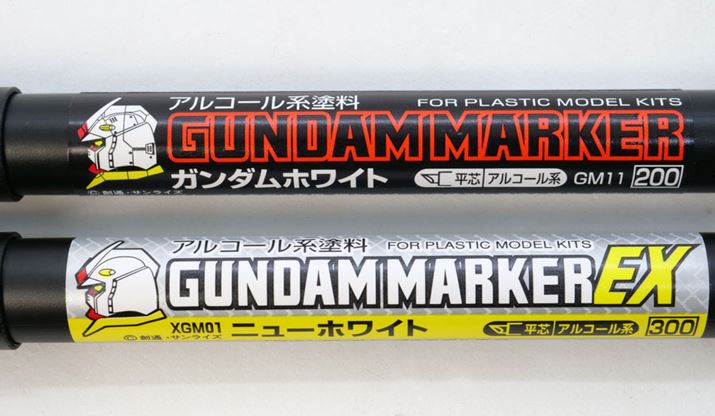 アルコール系塗料 FOR PLASTIC MODEL KITS
GUNDAM MARKER
ガンダムホワイト 平芯 アルコール系 GM11 200
© 創通・サンライズ
アルコール系塗料 FOR PLASTIC MODEL KITS
GUNDAM MARKER EX
XGM01 ニューホワイト 平芯 アルコール系 300
© 創通・サンライズ